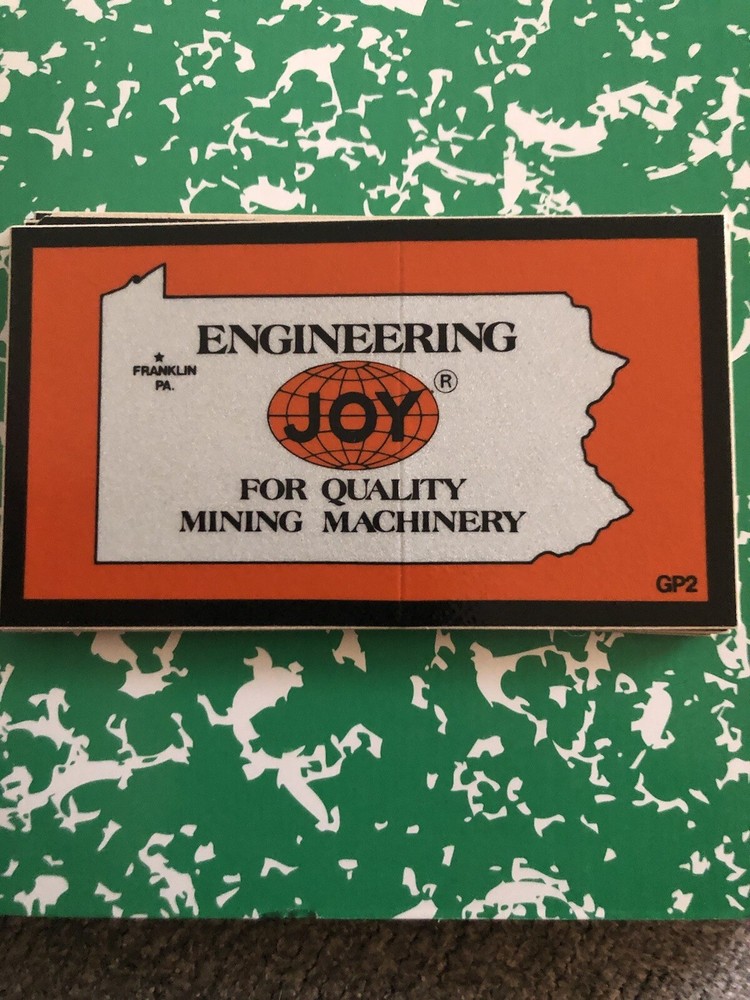 ENGINEERING
FRANKLIN
PA.
JOY ®
FOR QUALITY
MINING MACHINERY
GP2